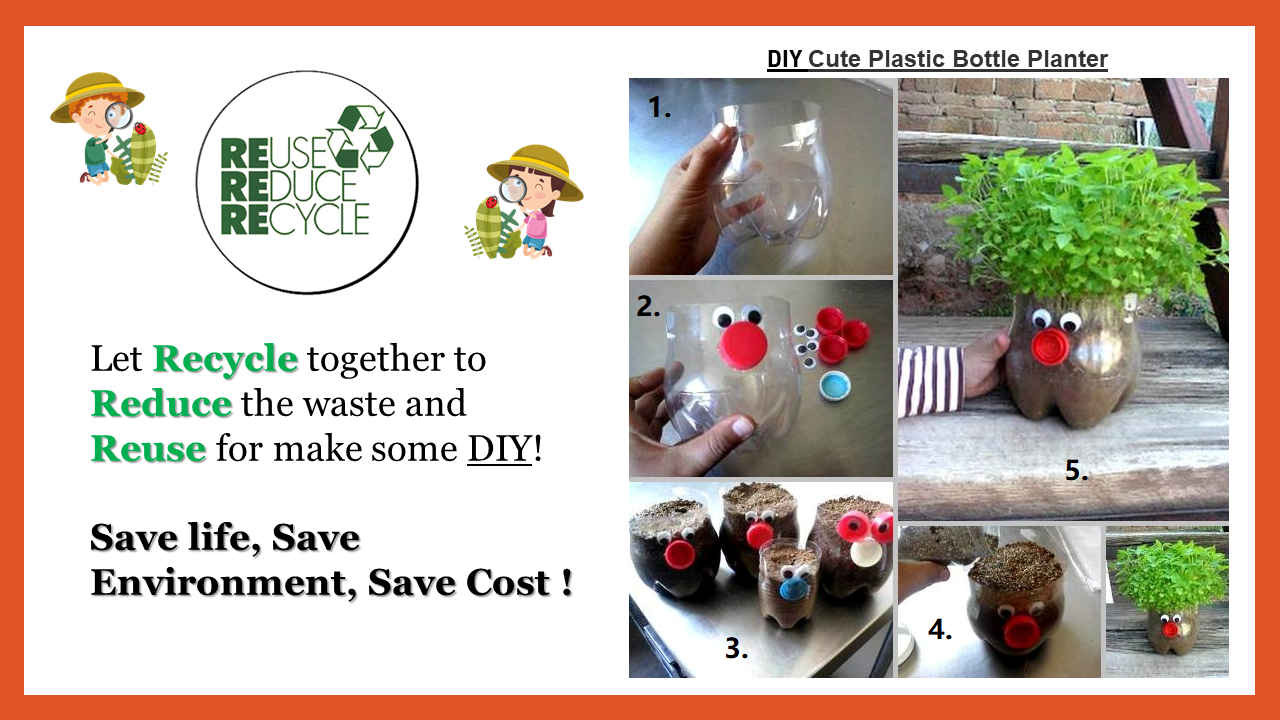 REUSE
REDUCE
RECYCLE
Let Recycle together to
Reduce the waste and
Reuse for make some DIY!
Save life, Save
Environment, Save Cost !
DIY Cute Plastic Bottle Planter
1.
2.
3.
4.
5.